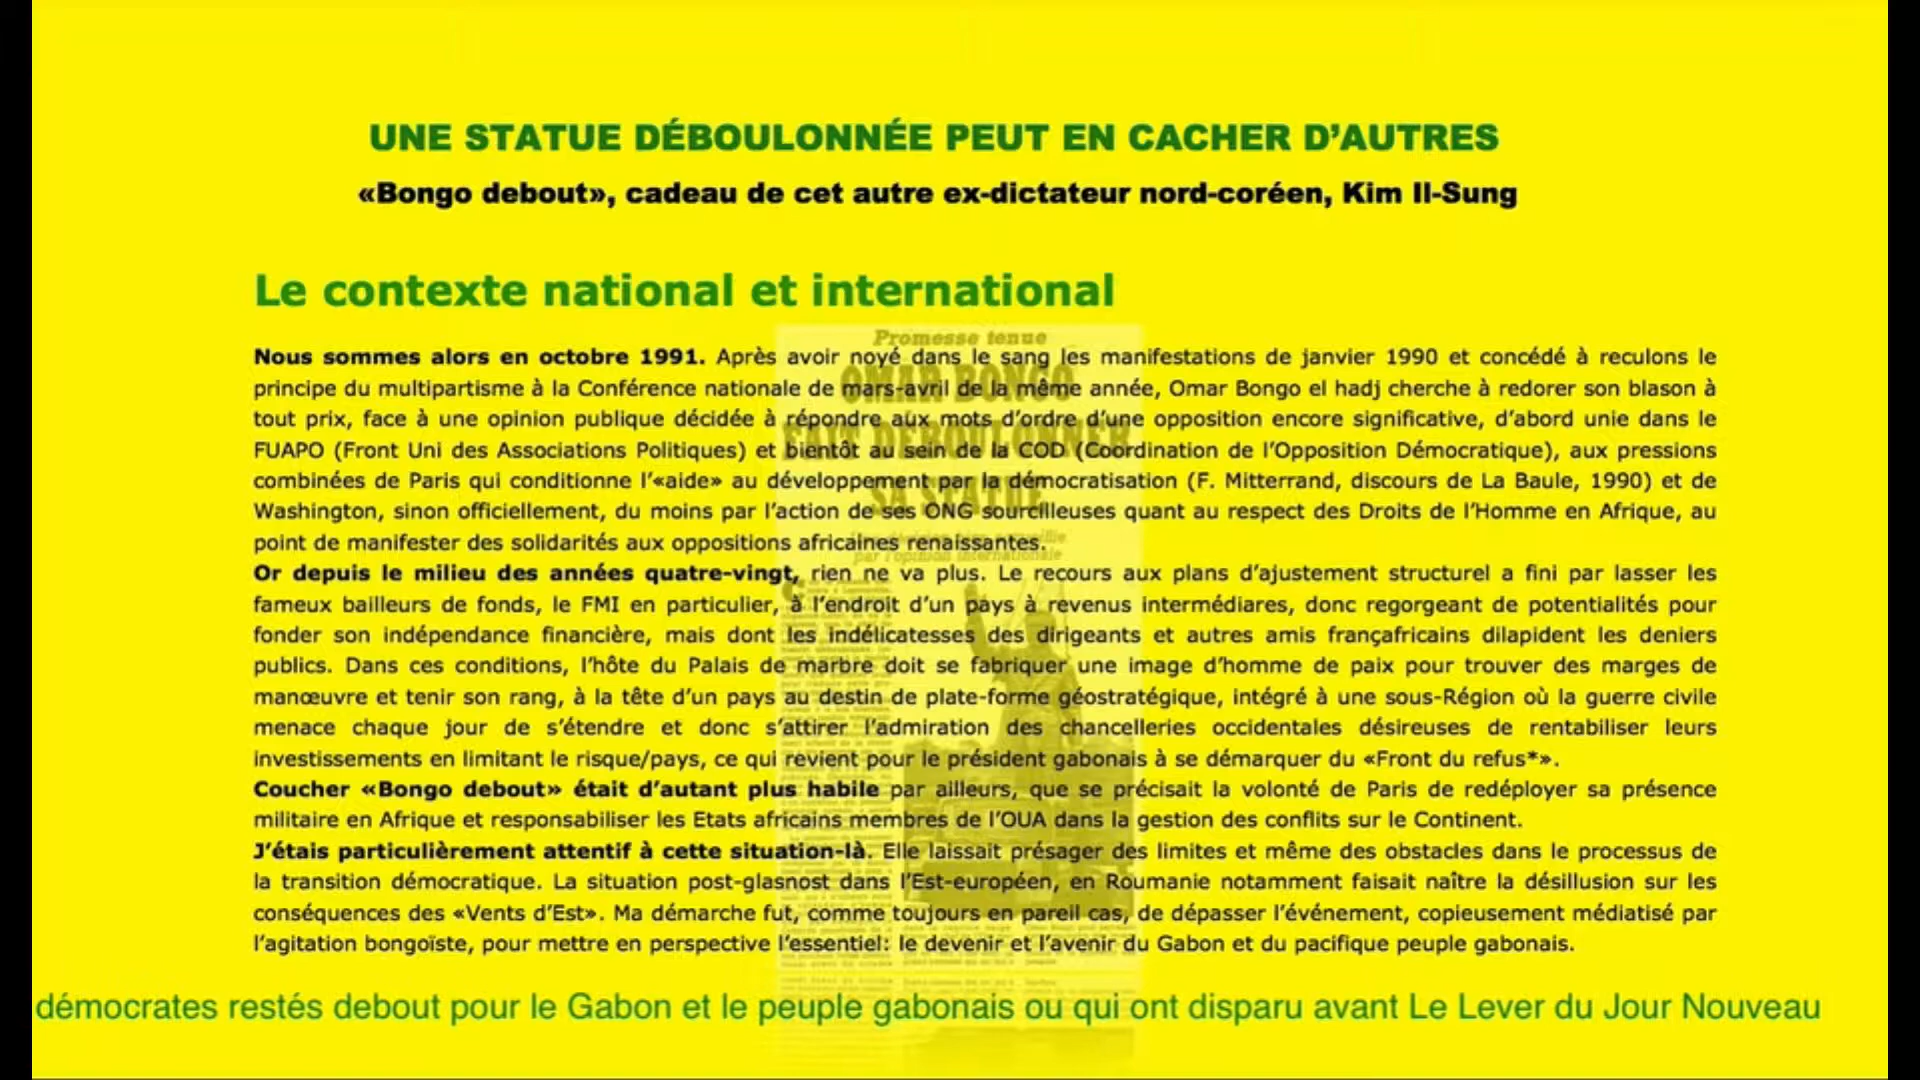 UNE STATUE DÉBOULONNÉE PEUT EN CACHER D'AUTRES
«Bongo debout», cadeau de cet autre ex-dictateur nord-coréen, Kim Il-Sung
Le contexte national et international
Promesse tenue
OMAR BONGO
FAIT DÉBOULONNER
SA STATUE
par l'opinion internationale
Nous sommes alors en octobre 1991. Après avoir noyé dans le sang les manifestations de janvier 1990 et concédé à reculons le
principe du multipartisme à la Conférence nationale de mars-avril de la même année, Omar Bongo el hadj cherche à redorer son blason à
tout prix, face à une opinion publique décidée à répondre aux mots d'ordre d'une opposition encore significative, d'abord unie dans le
FUAPO (Front Uni des Associations Politiques) et bientôt au sein de la COD (Coordination de l'Opposition Démocratique), aux pressions
combinées de Paris qui conditionne l'«aide» au développement par la démocratisation (F. Mitterrand, discours de La Baule, 1990) et de
Washington, sinon officiellement, du moins par l'action de ses ONG sourcilleuses quant au respect des Droits de l'Homme en Afrique, au
point de manifester des solidarités aux oppositions africaines renaissantes.
Or depuis le milieu des années quatre-vingt, rien ne va plus. Le recours aux plans d'ajustement structurel a fini par lasser les
fameux bailleurs de fonds, le FMI en particulier, à l'endroit d'un pays à revenus intermédiares, donc regorgeant de potentialités pour
fonder son indépendance financière, mais dont les indélicatesses des dirigeants et autres amis françafricains dilapident les deniers
publics. Dans ces conditions, l'hôte du Palais de marbre doit se fabriquer une image d'homme de paix pour trouver des marges de
manœuvre et tenir son rang, à la tête d'un pays au destin de plate-forme géostratégique, intégré à une sous-Région où la guerre civile
menace chaque jour de s'étendre et donc s'attirer l'admiration des chancelleries occidentales désireuses de rentabiliser leurs
investissements en limitant le risque/pays, ce qui revient pour le président gabonais à se démarquer du «Front du refus*».
Coucher «Bongo debout» était d'autant plus habile par ailleurs, que se précisait la volonté de Paris de redéployer sa présence
militaire en Afrique et responsabiliser les Etats africains membres de l'OUA dans la gestion des conflits sur le Continent.
J'étais particulièrement attentif à cette situation-là. Elle laissait présager des limites et même des obstacles dans le processus de
la transition démocratique. La situation post-glasnost dans l'Est-européen, en Roumanie notamment faisait naître la désillusion sur les
conséquences des «Vents d'Est». Ma démarche fut, comme toujours en pareil cas, de dépasser l'événement, copieusement médiatisé par
l'agitation bongoïste, pour mettre en perspective l'essentiel: le devenir et l'avenir du Gabon et du pacifique peuple gabonais.
démocrates restés debout pour le Gabon et le peuple gabonais ou qui ont disparu avant Le Lever du Jour Nouveau